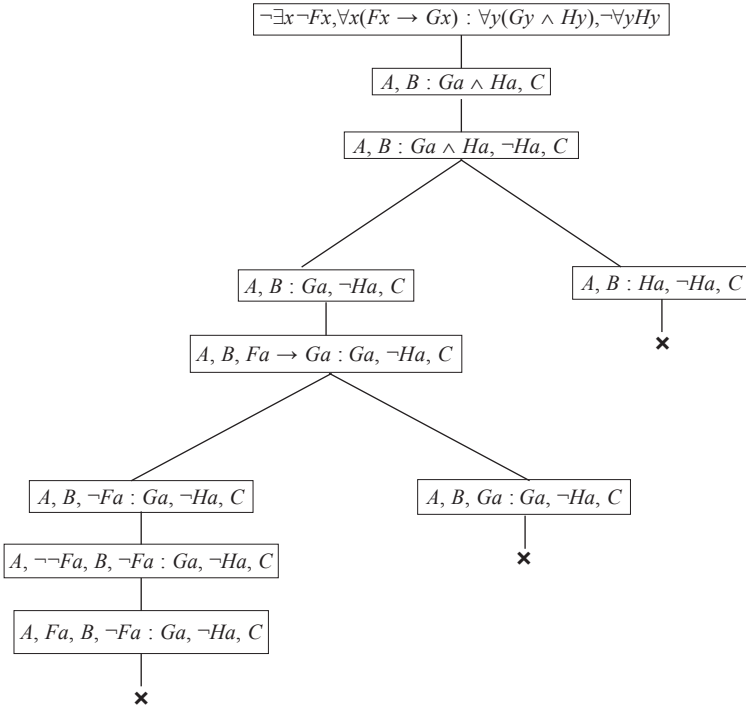 ¬∃x¬Fx,∀x(Fx → Gx) : ∀y(Gy ∧ Hy),¬∀yHy
A, B : Ga ∧ Ha, C
A, B : Ga ∧ Ha, ¬Ha, C
A, B : Ga, ¬Ha, C
A, B : Ha, ¬Ha, C
×
A, B, Fa → Ga : Ga, ¬Ha, C
A, B, ¬Fa : Ga, ¬Ha, C
A, B, Ga : Ga, ¬Ha, C
×
A, ¬¬Fa, B, ¬Fa : Ga, ¬Ha, C
A, Fa, B, ¬Fa : Ga, ¬Ha, C
×